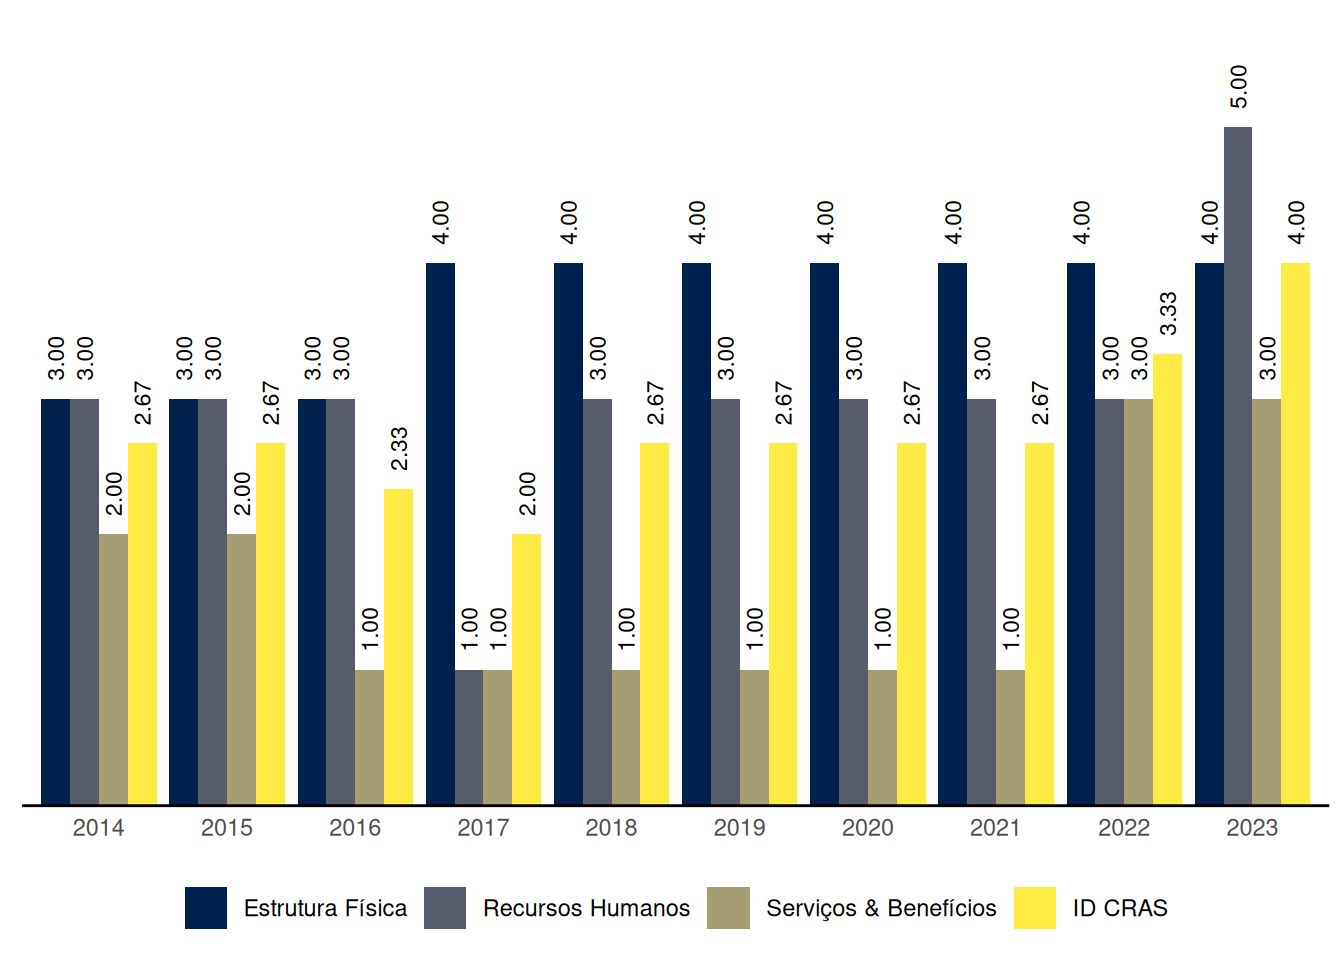 5.00
4.00 4.00 4.00 4.00 4.00 4.00 4.00 4.00
3.33
3.00 3.00 3.00 3.00 3.00 3.00 3.00 3.00 3.00 3.00 3.00 3.00 3.00
2.67 2.67 2.67 2.67 2.67 2.67
2.33
2.00 2.00 2.00
1.00 1.00 1.00 1.00 1.00 1.00 1.00
2014 2015 2016 2017 2018 2019 2020 2021 2022 2023
Estrutura Física Recursos Humanos Serviços & Benefícios ID CRAS